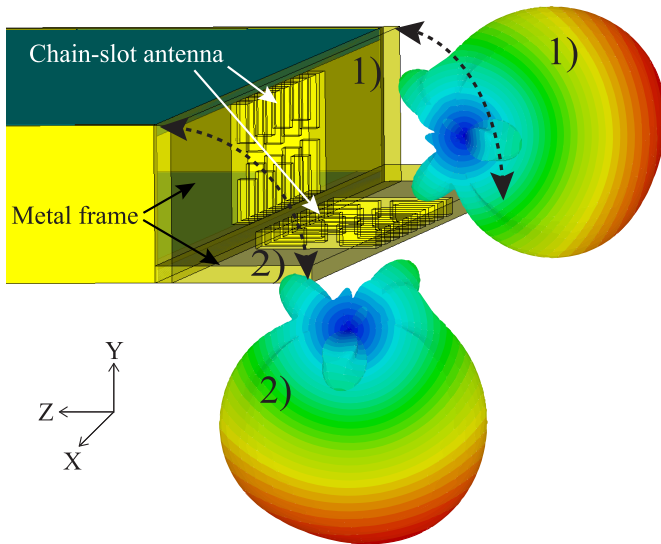 Chain-slot antenna
1)
1)
Metal frame
2)
2)
Y
Z
X